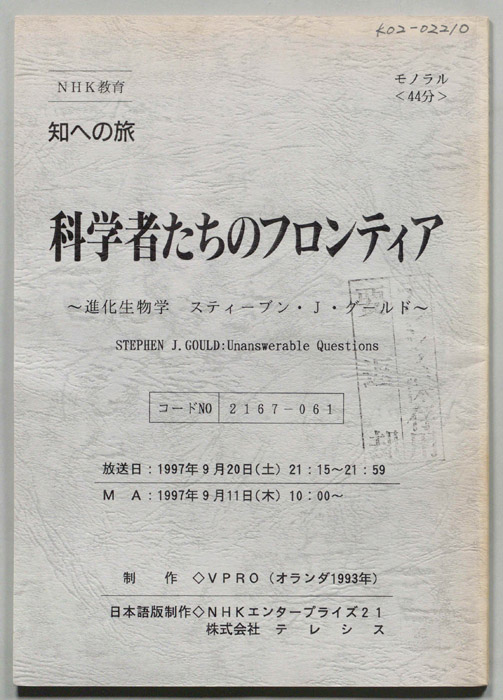 K02-02210
NHK教育
モノラル
＜44分＞
知への旅
科学者たちのフロンティア
～進化生物学　スティーブン・J・グールド～
STEPHEN J.GOULD:Unanswerable Questions
コードNO 2167-061
放送日：1997年9月20日(土) 21：15～21：59
M A：1997年9月11日(木) 10：00～
制　作 ◇VPRO（オランダ1993年）
日本語版制作◇NHKエンタープライズ21
株式会社 テレシス